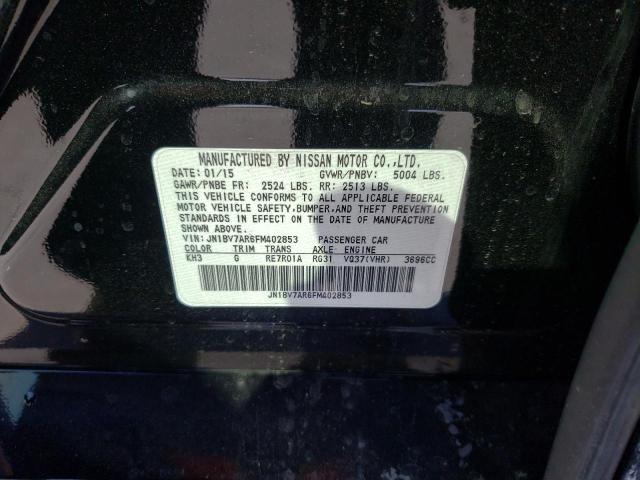 MANUFACTURED BY NISSAN MOTOR CO.,LTD.
DATE: 01/15 GVWR/PNBV: 5004 LBS.
GAWR/PNBE FR: 2524 LBS. RR: 2513 LBS.
THIS VEHICLE CONFORMS TO ALL APPLICABLE FEDERAL
MOTOR VEHICLE SAFETY, BUMPER, AND THEFT PREVENTION
STANDARDS IN EFFECT ON THE DATE OF MANUFACTURE
SHOWN ABOVE.
VIN: JN1BV7AR6FM402853 PASSENGER CAR
COLOR TRIM TRANS AXLE ENGINE
KH3 G RE7R01A RG31 VQ37(VHR) 3696CC
JN1BV7AR6FM402853